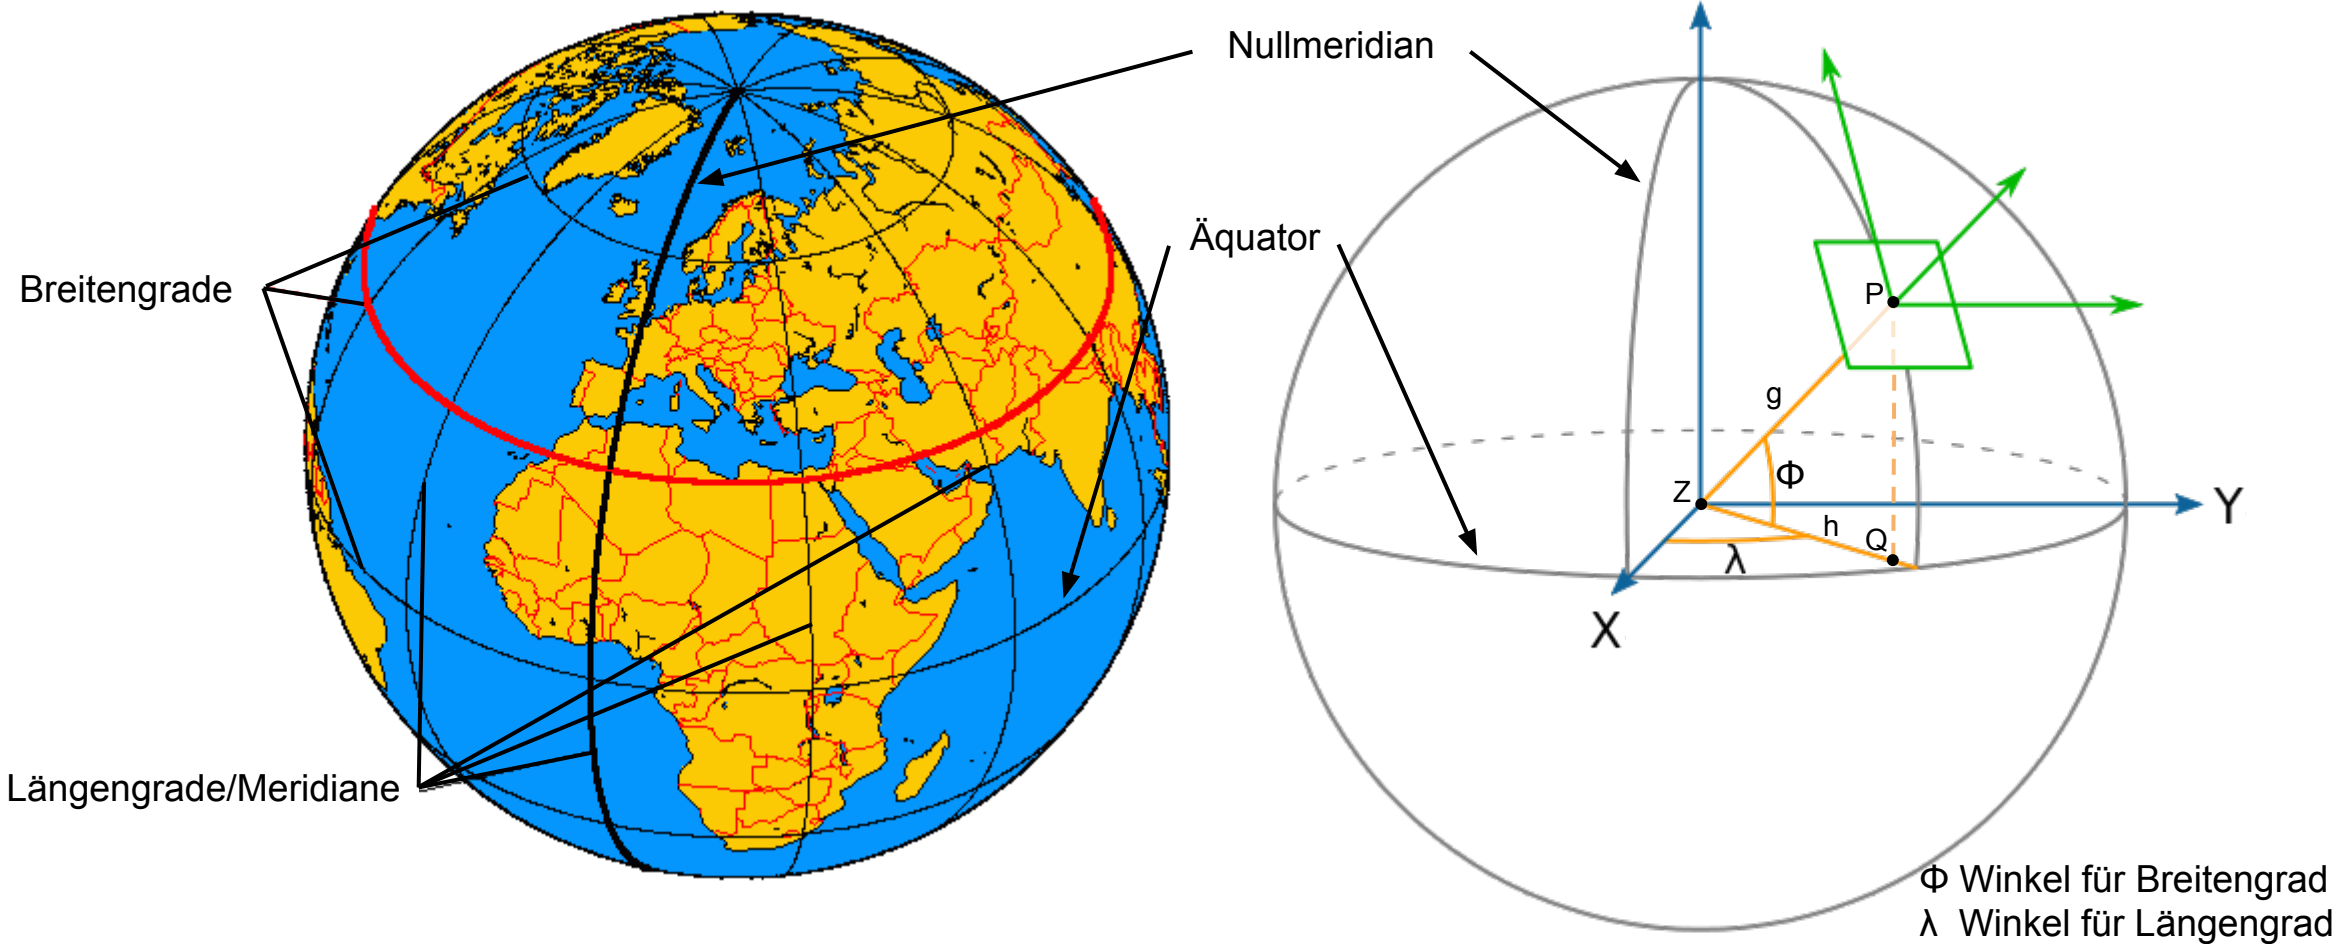 Nullmeridian
Äquator
Breitengrade
Längengrade/Meridiane
P
g
Φ
Z
h
Q
λ
Y
X
Φ Winkel für Breitengrad
λ Winkel für Längengrad